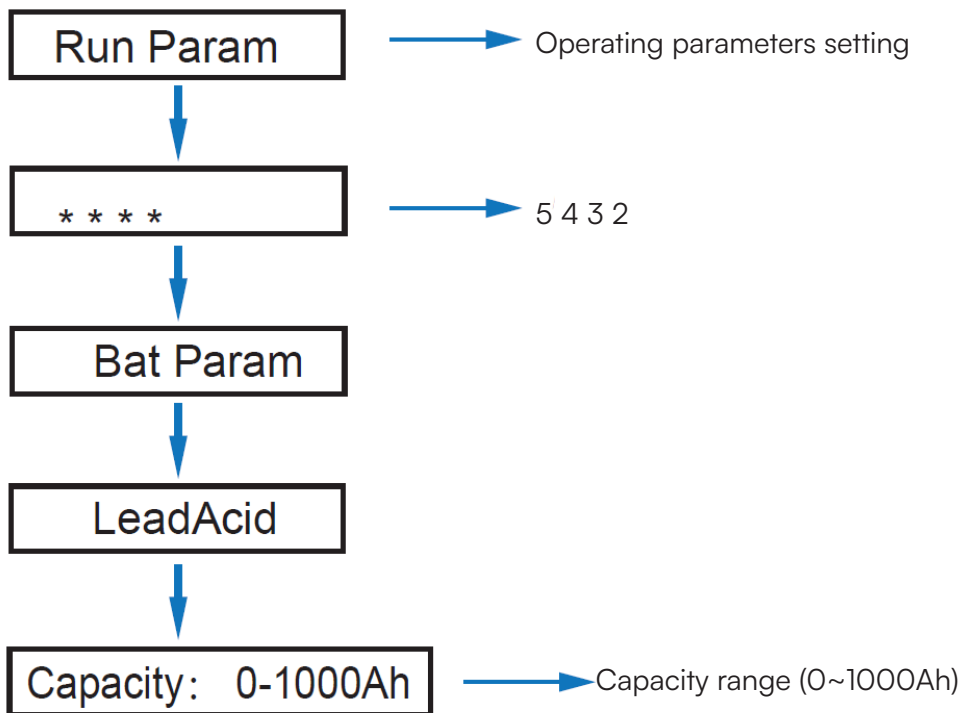 Run Param
Operating parameters setting
* * * *
5 4 3 2
Bat Param
LeadAcid
Capacity: 0-1000Ah
Capacity range (0~1000Ah)